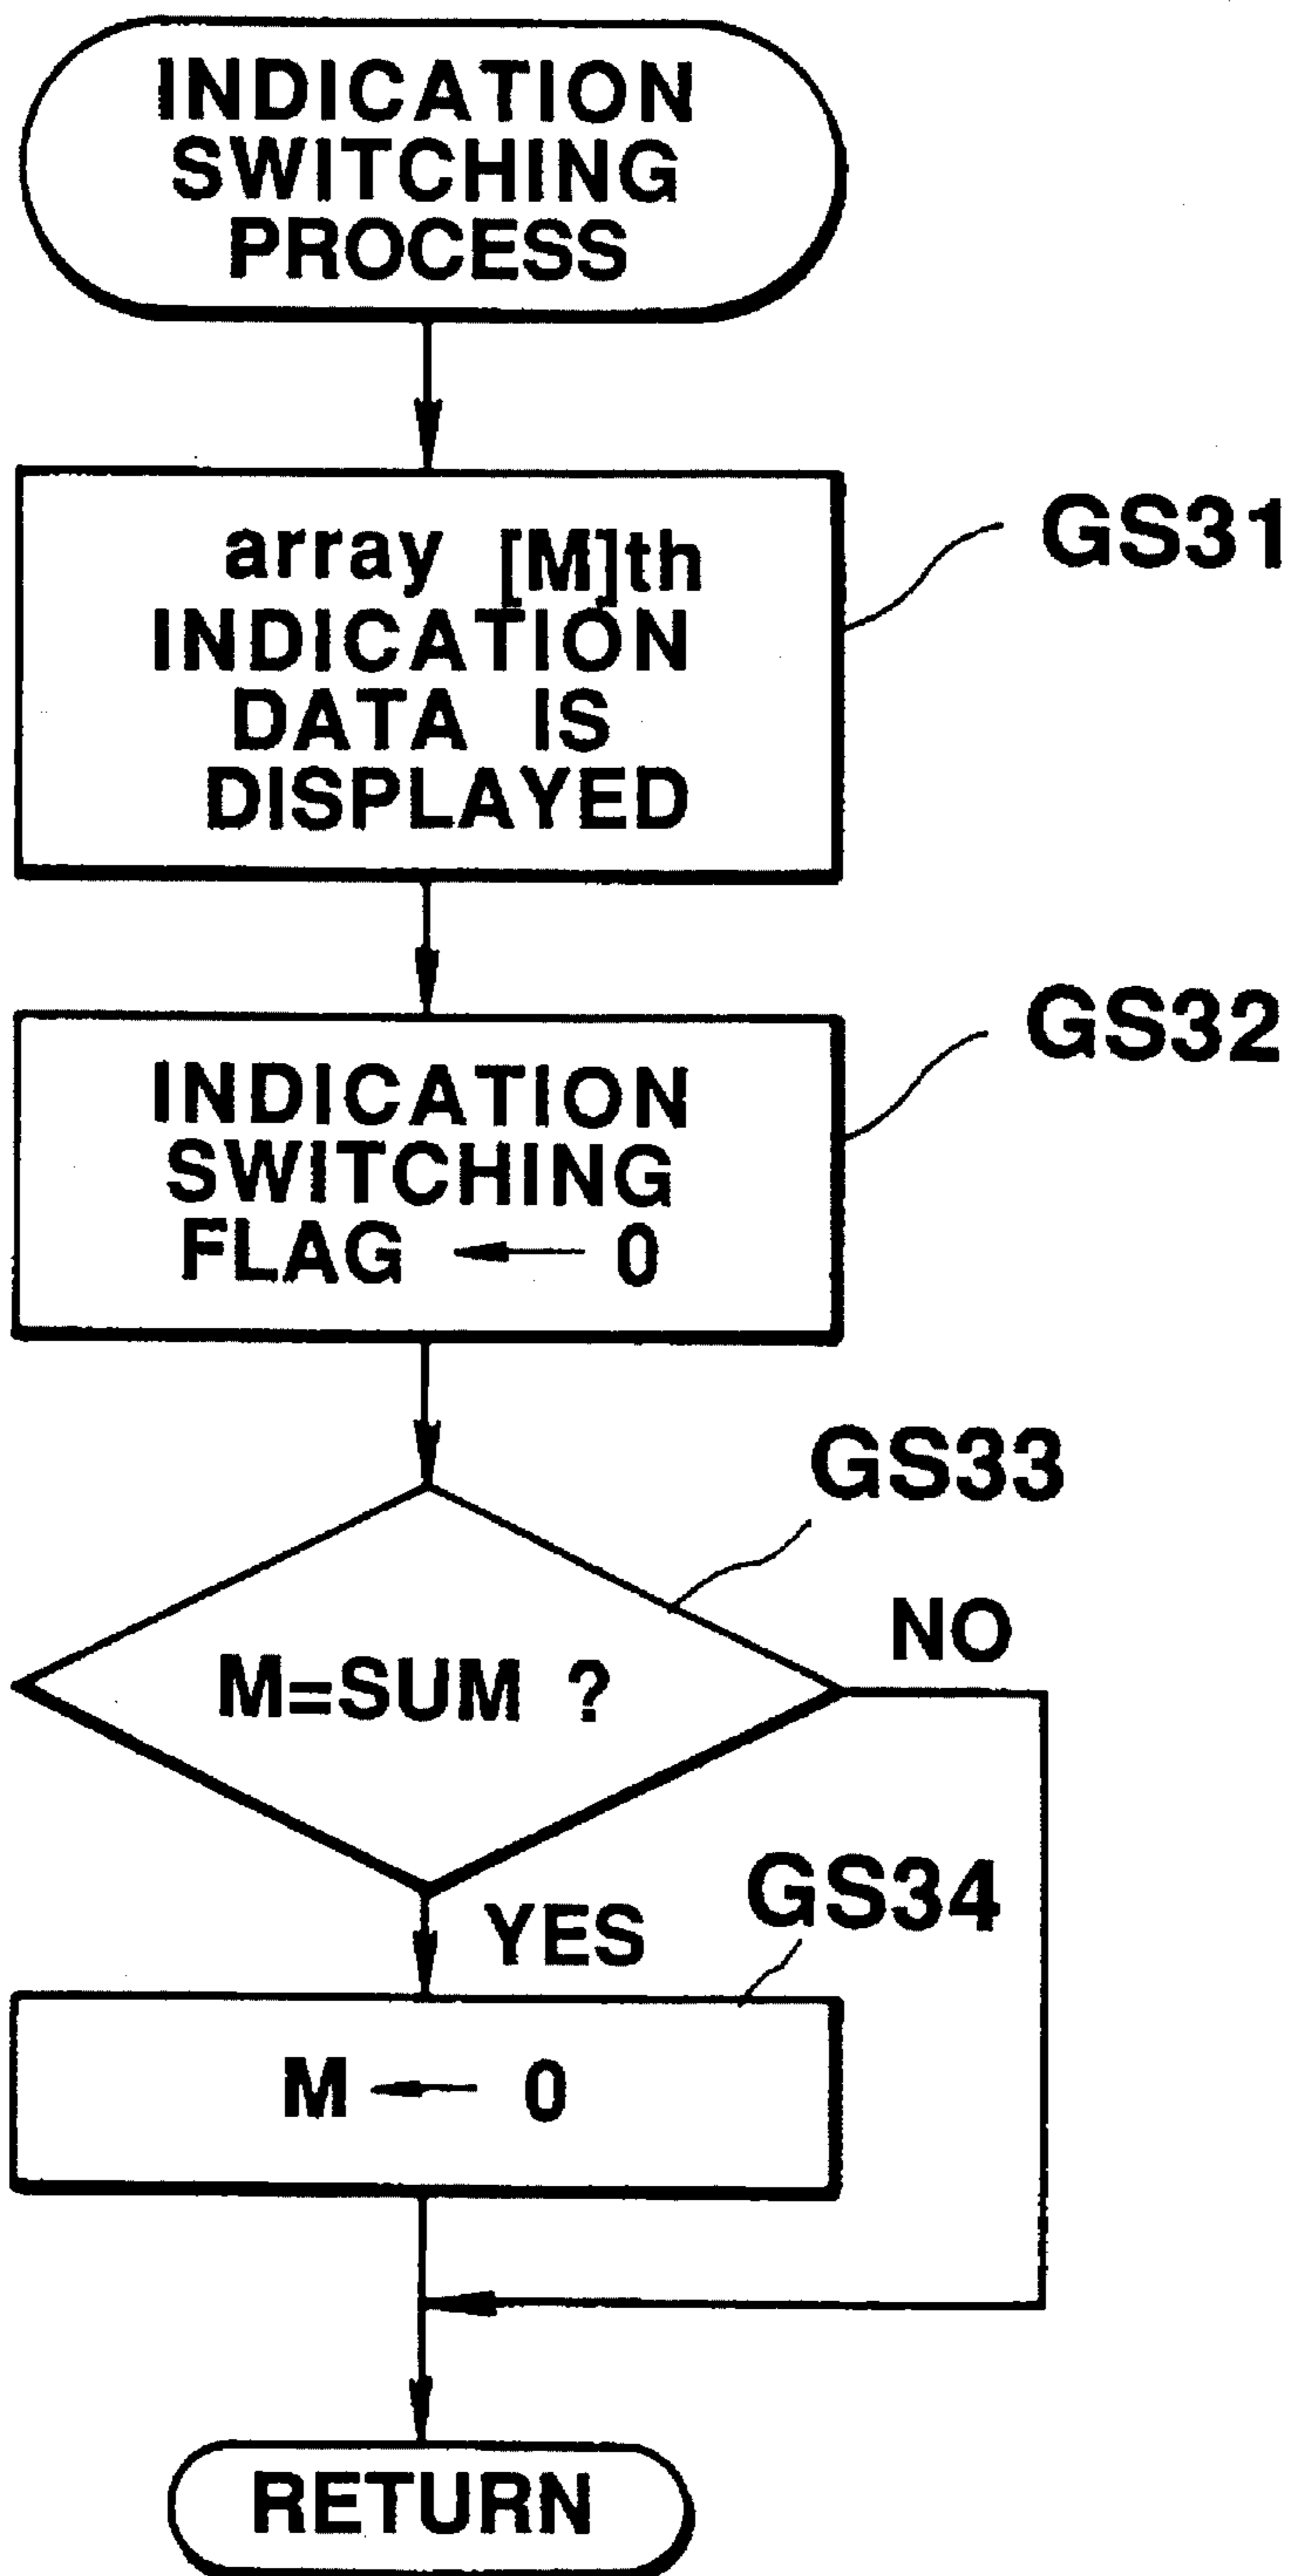 INDICATION
SWITCHING
PROCESS
array [M]th
INDICATION
DATA IS
DISPLAYED
GS31
INDICATION
SWITCHING
FLAG ← 0
GS32
GS33
M=SUM ?
NO
YES
GS34
M ← 0
RETURN